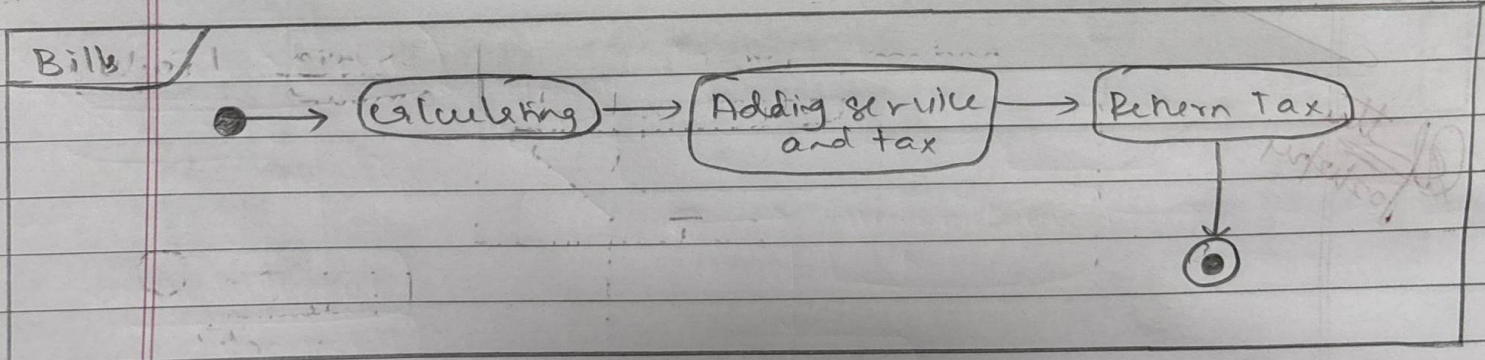 Bills
Calculating
Adding service
and tax
Return Tax